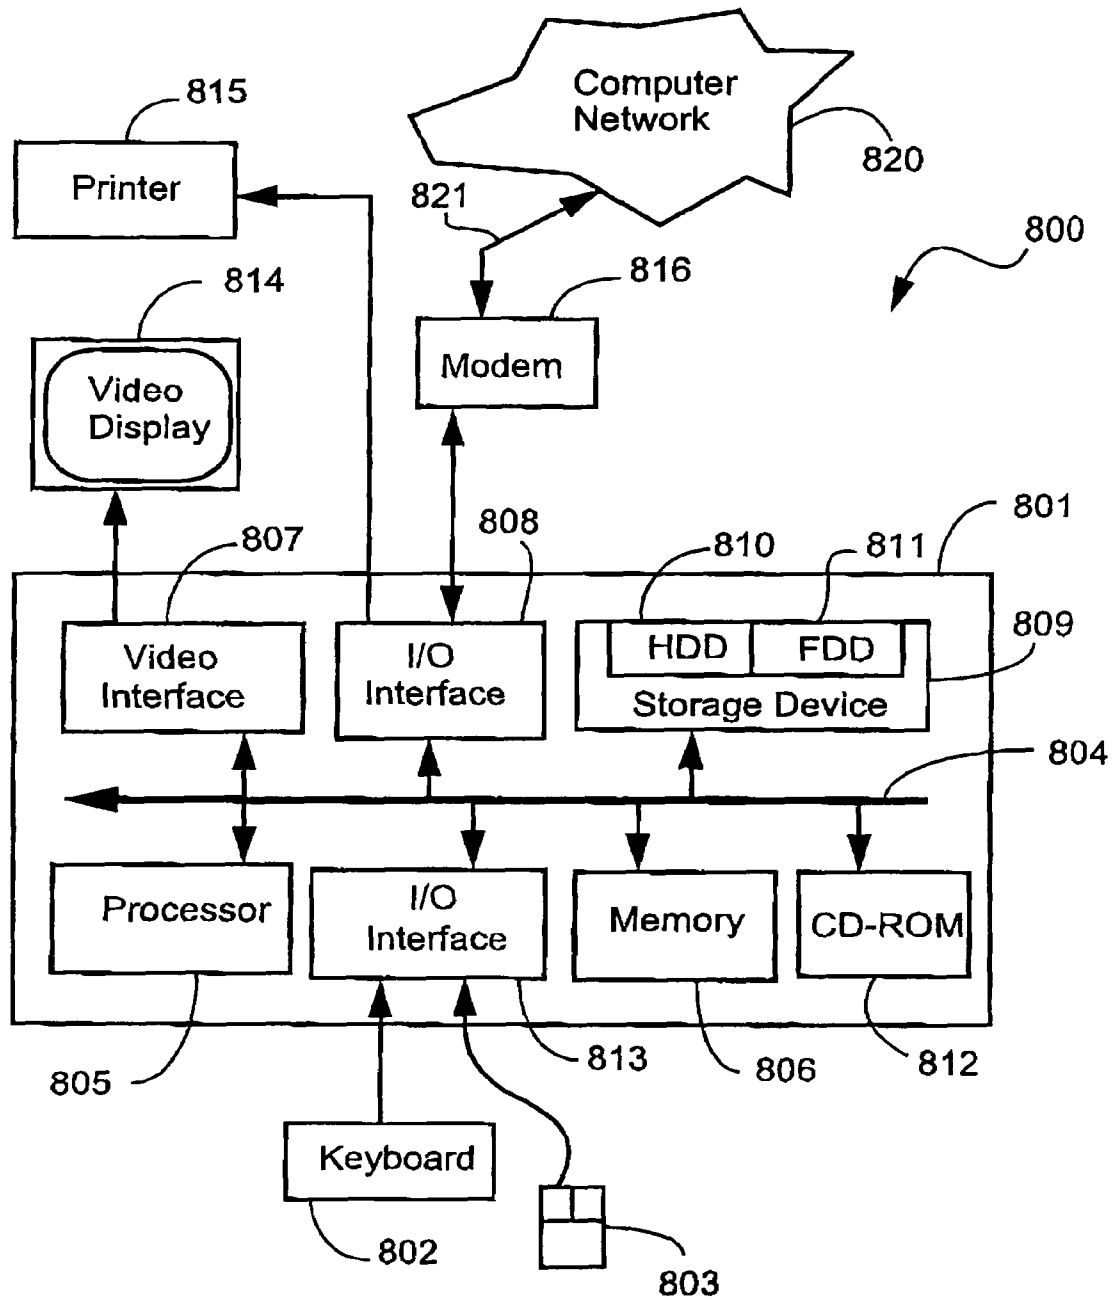 Computer
Network
815
Printer
820
821
800
814
816
Video
Display
Modem
801
807
808
810
811
Video
Interface
I/O
Interface
HDD
FDD
809
Storage Device
804
Processor
I/O
Interface
Memory
CD-ROM
805
813
806
812
Keyboard
802
803